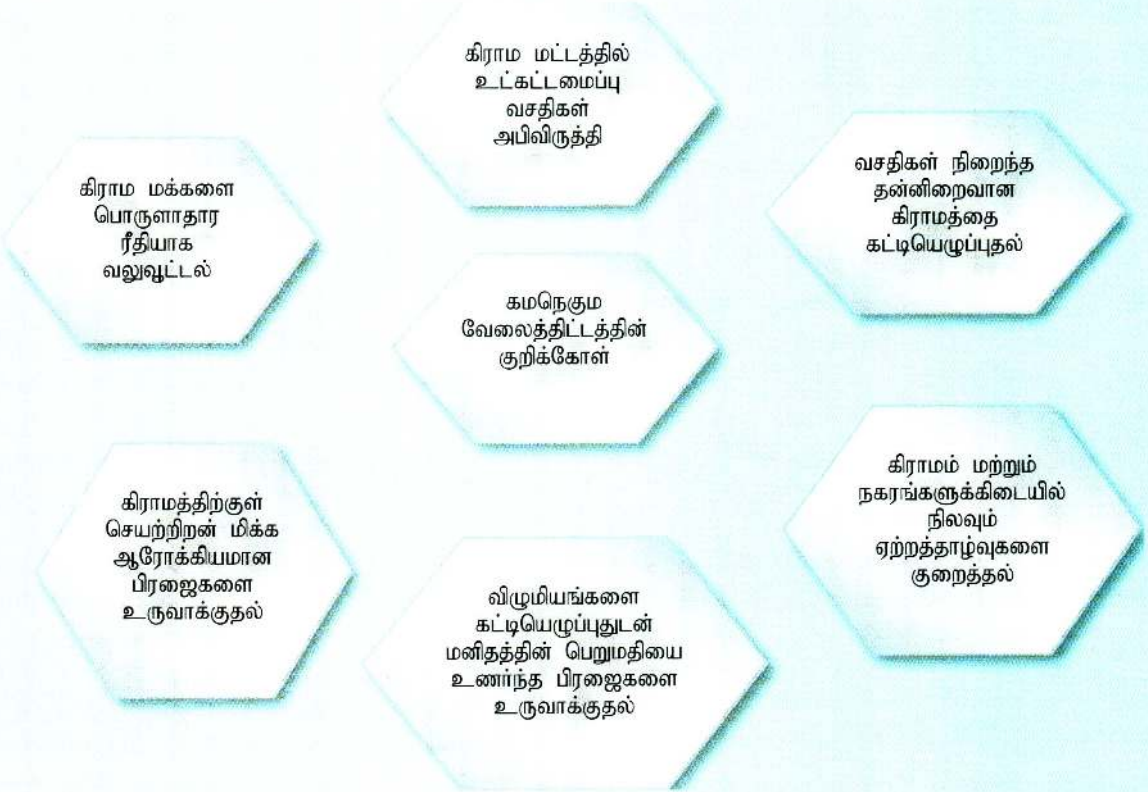 கிராம மட்டத்தில்
உட்கட்டமைப்பு
வசதிகள்
அபிவிருத்தி
கிராம மக்களை
பொருளாதார
ரீதியாக
வலுவூட்டல்
வசதிகள் நிறைந்த
தன்னிறைவான
கிராமத்தை
கட்டியெழுப்புதல்
கமநெகும
வேலைத்திட்டத்தின்
குறிக்கோள்
கிராமத்திற்குள்
செயற்றிறன் மிக்க
ஆரோக்கியமான
பிரஜைகளை
உருவாக்குதல்
விழுமியங்களை
கட்டியெழுப்புதுடன்
மனிதத்தின் பெறுமதியை
உணர்ந்த பிரஜைகளை
உருவாக்குதல்
கிராமம் மற்றும்
நகரங்களுக்கிடையில்
நிலவும்
ஏற்றத்தாழ்வுகளை
குறைத்தல்